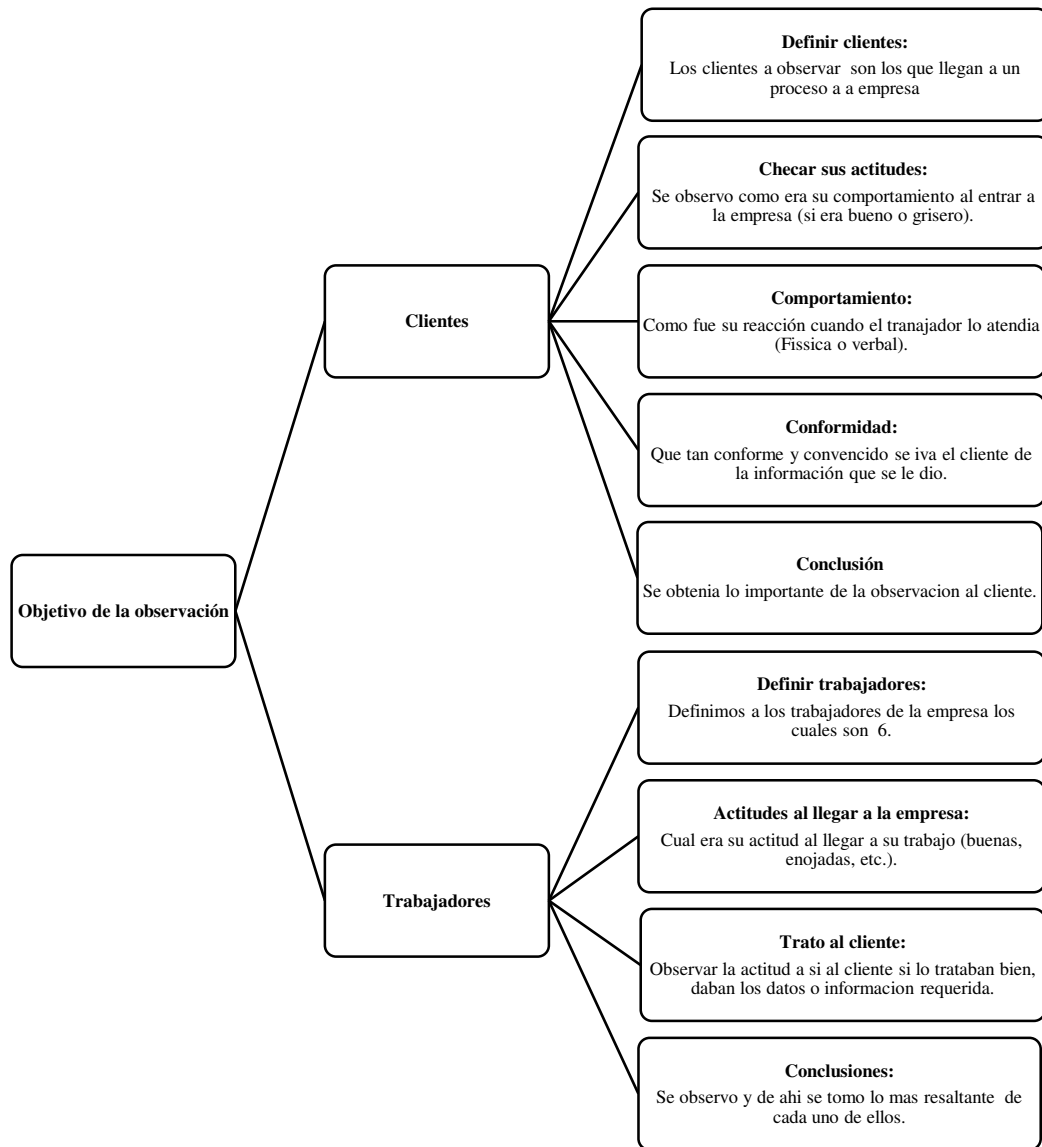 Definir clientes:
Los clientes a observar son los que llegan a un
proceso a a empresa
Checar sus actitudes:
Se observo como era su comportamiento al entrar a
la empresa (si era bueno o grisero).
Clientes
Comportamiento:
Como fue su reacción cuando el tranajador lo atendia
(Fissica o verbal).
Conformidad:
Que tan conforme y convencido se iva el cliente de
la información que se le dio.
Conclusión
Se obtenia lo importante de la observacion al cliente.
Objetivo de la observación
Definir trabajadores:
Definimos a los trabajadores de la empresa los
cuales son 6.
Actitudes al llegar a la empresa:
Cual era su actitud al llegar a su trabajo (buenas,
enojadas, etc.).
Trabajadores
Trato al cliente:
Observar la actitud a si al cliente si lo trataban bien,
daban los datos o informacion requerida.
Conclusiones:
Se observo y de ahi se tomo lo mas resaltante de
cada uno de ellos.